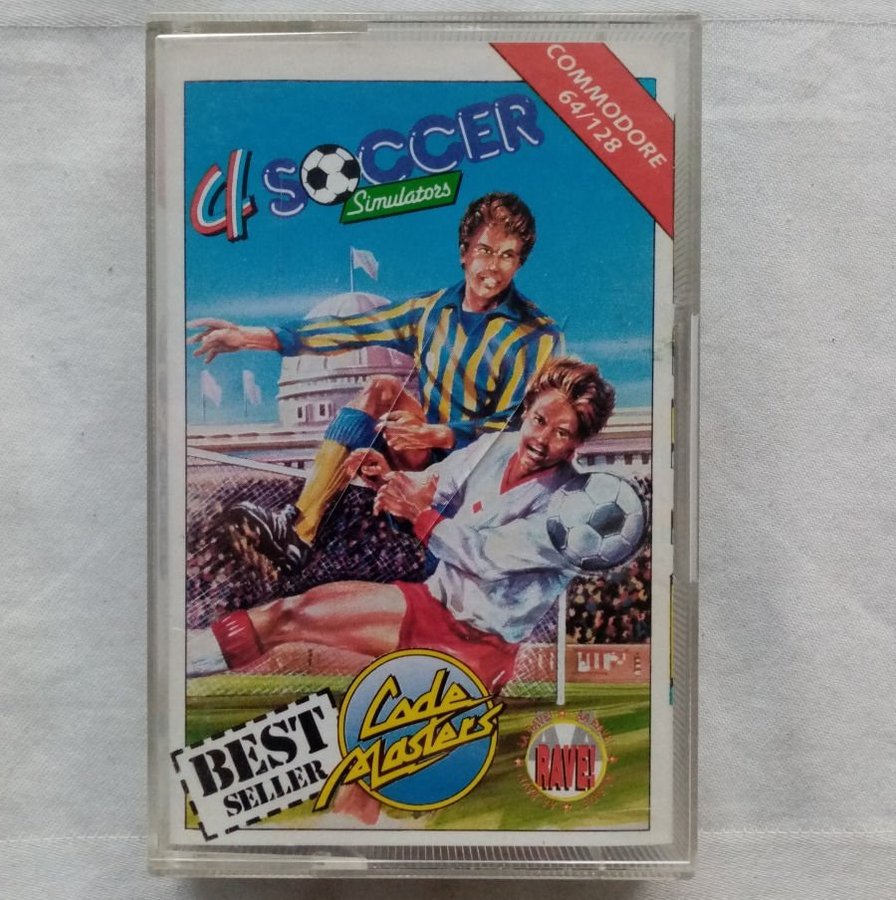 COMMODORE
64/128
4 SOCCER
Simulators
BEST
SELLER
Code
Masters
RAVE!